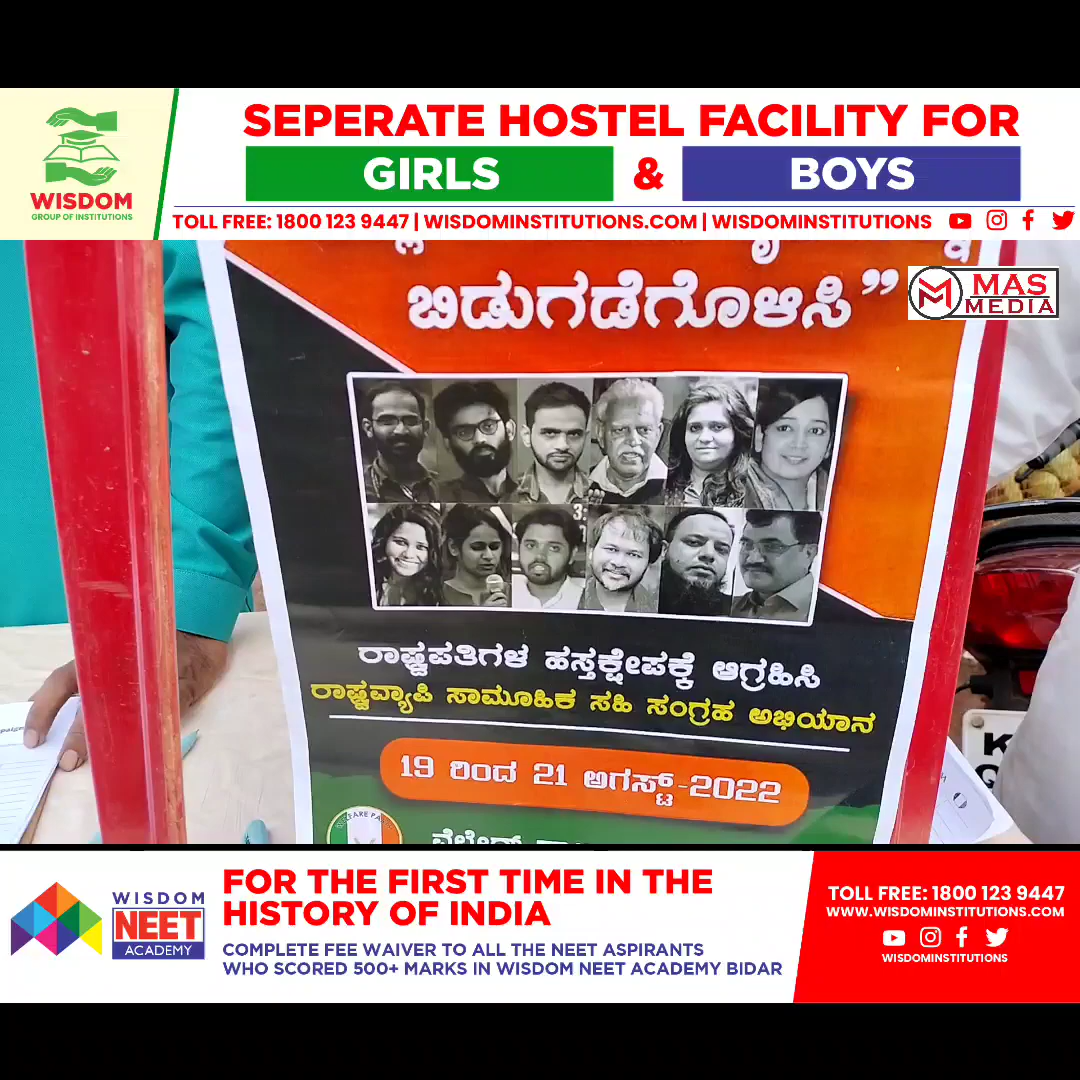 SEPERATE HOSTEL FACILITY FOR
GIRLS & BOYS
WISDOM
GROUP OF INSTITUTIONS
TOLL FREE: 1800 123 9447 | WISDOMINSTITUTIONS.COM | WISDOMINSTITUTIONS
ಬಿಡುಗಡೆಗೊಳಿಸಿ”
MAS
MEDIA
ರಾಷ್ಟ್ರಪತಿಗಳ ಹಸ್ತಕ್ಷೇಪಕ್ಕೆ ಆಗ್ರಹಿಸಿ
ರಾಷ್ಟ್ರವ್ಯಾಪಿ ಸಾಮೂಹಿಕ ಸಹಿ ಸಂಗ್ರಹ ಅಭಿಯಾನ
19 ರಿಂದ 21 ಅಗಸ್ಟ್-2022
WISDOM
NEET
ACADEMY
FOR THE FIRST TIME IN THE
HISTORY OF INDIA
COMPLETE FEE WAIVER TO ALL THE NEET ASPIRANTS
WHO SCORED 500+ MARKS IN WISDOM NEET ACADEMY BIDAR
TOLL FREE: 1800 123 9447
WWW.WISDOMINSTITUTIONS.COM
WISDOMINSTITUTIONS